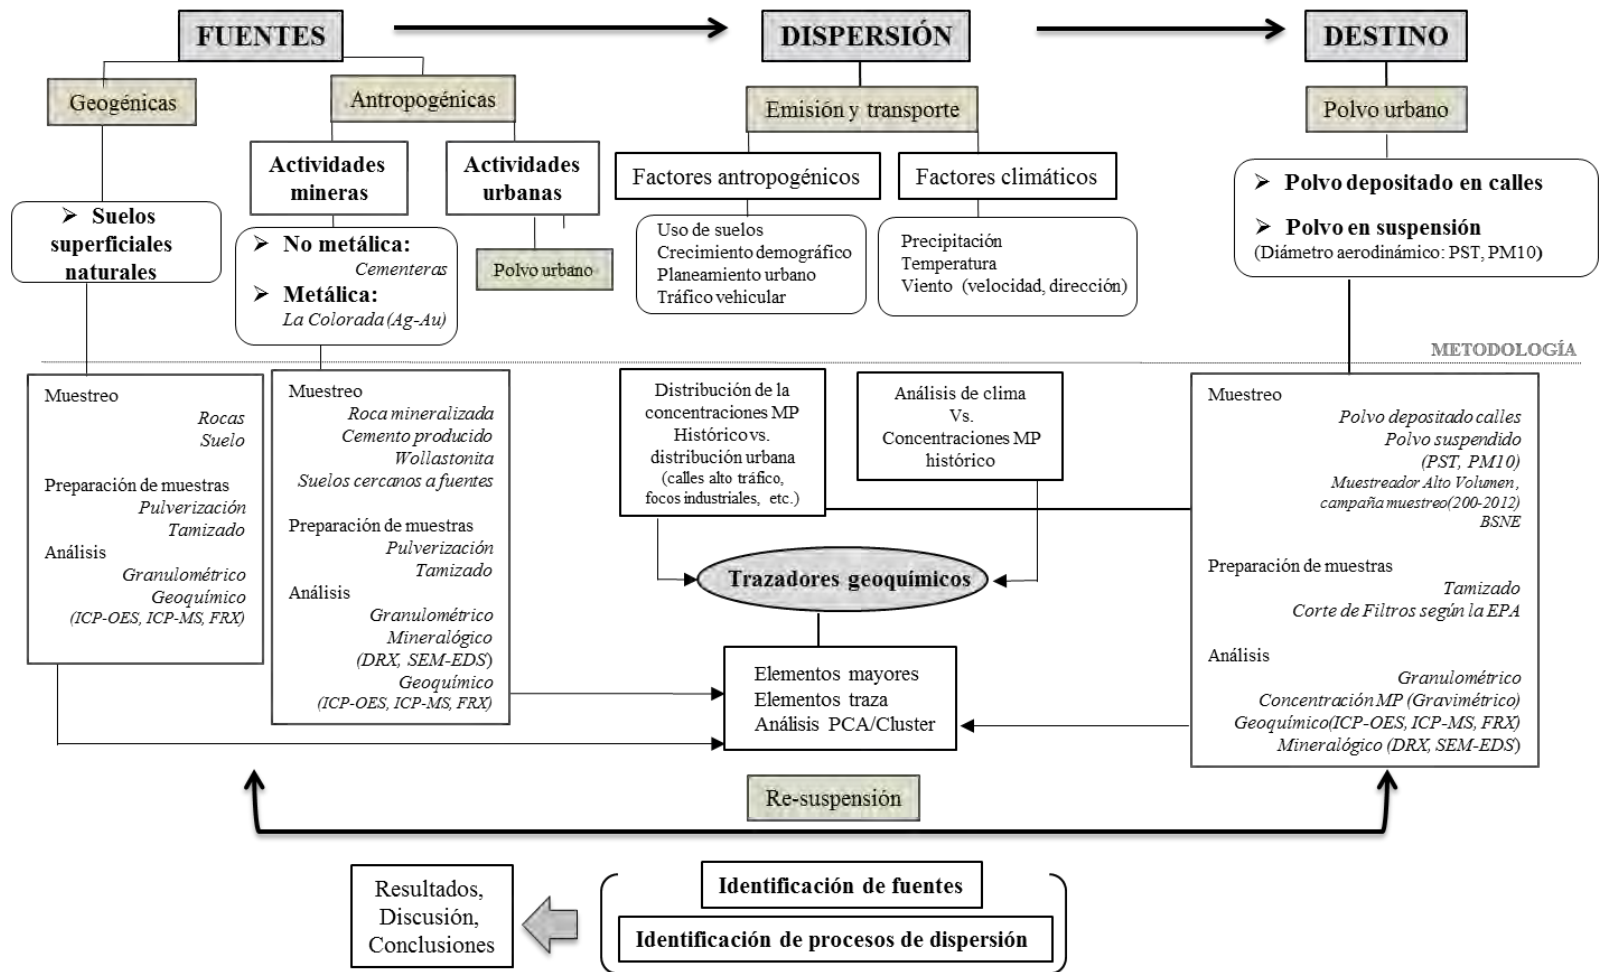 FUENTES
DISPERSIÓN
DESTINO
Geogénicas
Antropogénicas
Emisión y transporte
Polvo urbano
Actividades
mineras
Actividades
urbanas
Factores antropogénicos
Factores climáticos
➢ Polvo depositado en calles
➢ Polvo en suspensión
(Diámetro aerodinámico: PST, PM10)
➢ Suelos
superficiales
naturales
➢ No metálica:
Cementeras
➢ Metálica:
La Colorada (Ag-Au)
Polvo urbano
Uso de suelos
Crecimiento demográfico
Planeamiento urbano
Tráfico vehicular
Precipitación
Temperatura
Viento (velocidad, dirección)
METODOLOGÍA
Muestreo
Rocas
Suelo
Preparación de muestras
Pulverización
Tamizado
Análisis
Granulométrico
Geoquímico
(ICP-OES, ICP-MS, FRX)
Muestreo
Roca mineralizada
Cemento producido
Wollastonita
Suelos cercanos a fuentes
Preparación de muestras
Pulverización
Tamizado
Análisis
Granulométrico
Mineralógico
(DRX, SEM-EDS)
Geoquímico
(ICP-OES, ICP-MS, FRX)
Distribución de la
concentraciones MP
Histórico vs.
distribución urbana
(calles alto tráfico,
focos industriales, etc.)
Análisis de clima
Vs.
Concentraciones MP
histórico
Trazadores geoquímicos
Elementos mayores
Elementos traza
Análisis PCA/Cluster
Muestreo
Polvo depositado calles
Polvo suspendido
(PST, PM10)
Muestreador Alto Volumen,
campaña muestreo(200-2012)
BSNE
Preparación de muestras
Tamizado
Corte de Filtros según la EPA
Análisis
Granulométrico
Concentración MP (Gravimétrico)
Geoquímico(ICP-OES, ICP-MS, FRX)
Mineralógico (DRX, SEM-EDS)
Re-suspensión
Resultados,
Discusión,
Conclusiones
Identificación de fuentes
Identificación de procesos de dispersión